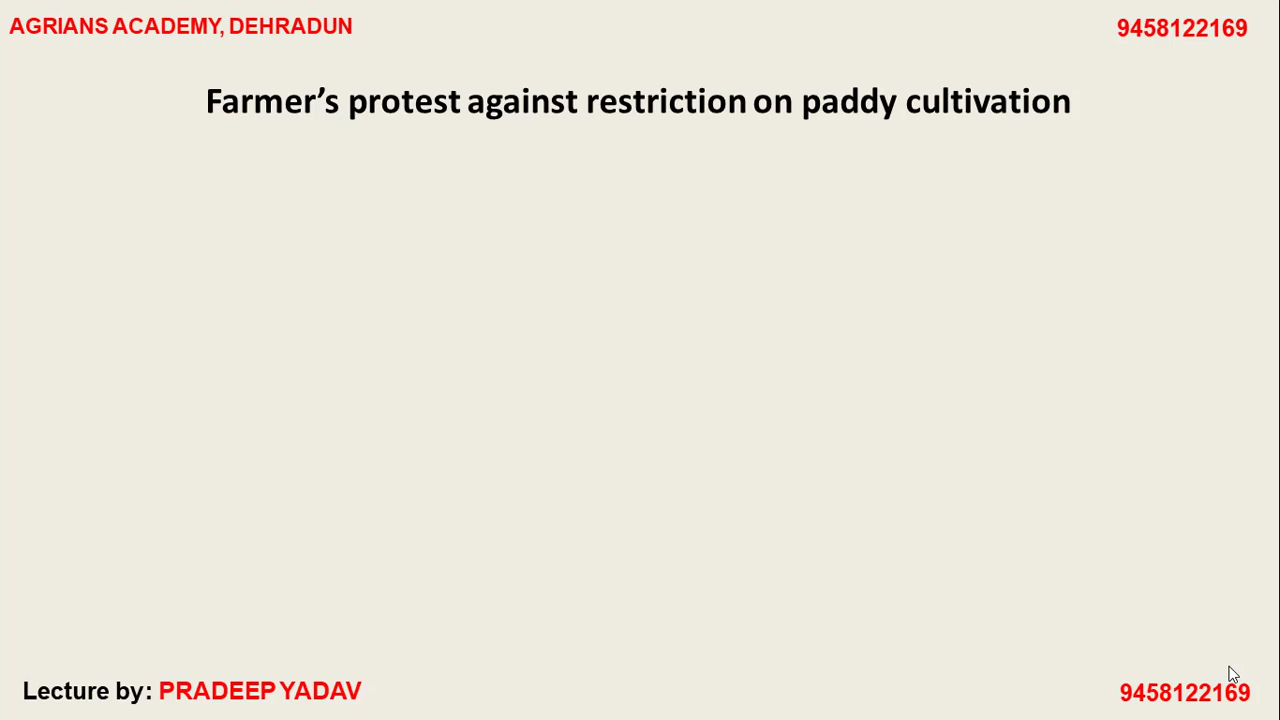 AGRIANS ACADEMY, DEHRADUN
9458122169
Farmer’s protest against restriction on paddy cultivation
Lecture by: PRADEEP YADAV
9458122169